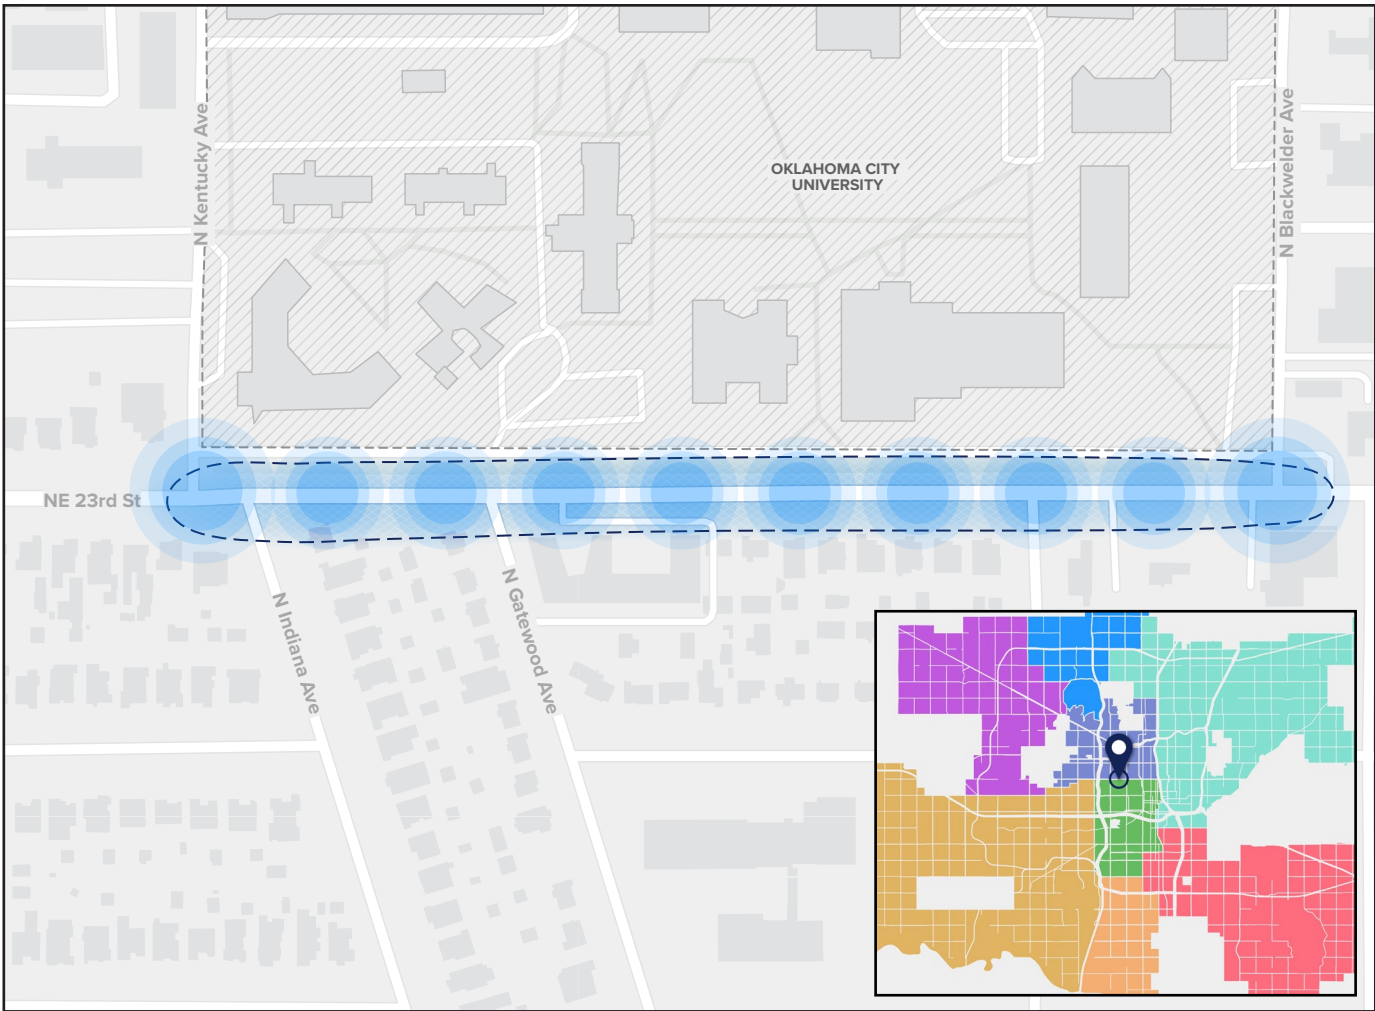 N Kentucky Ave
OKLAHOMA CITY
UNIVERSITY
N Blackwelder Ave
NE 23rd St
N Indiana Ave
N Gatewood Ave